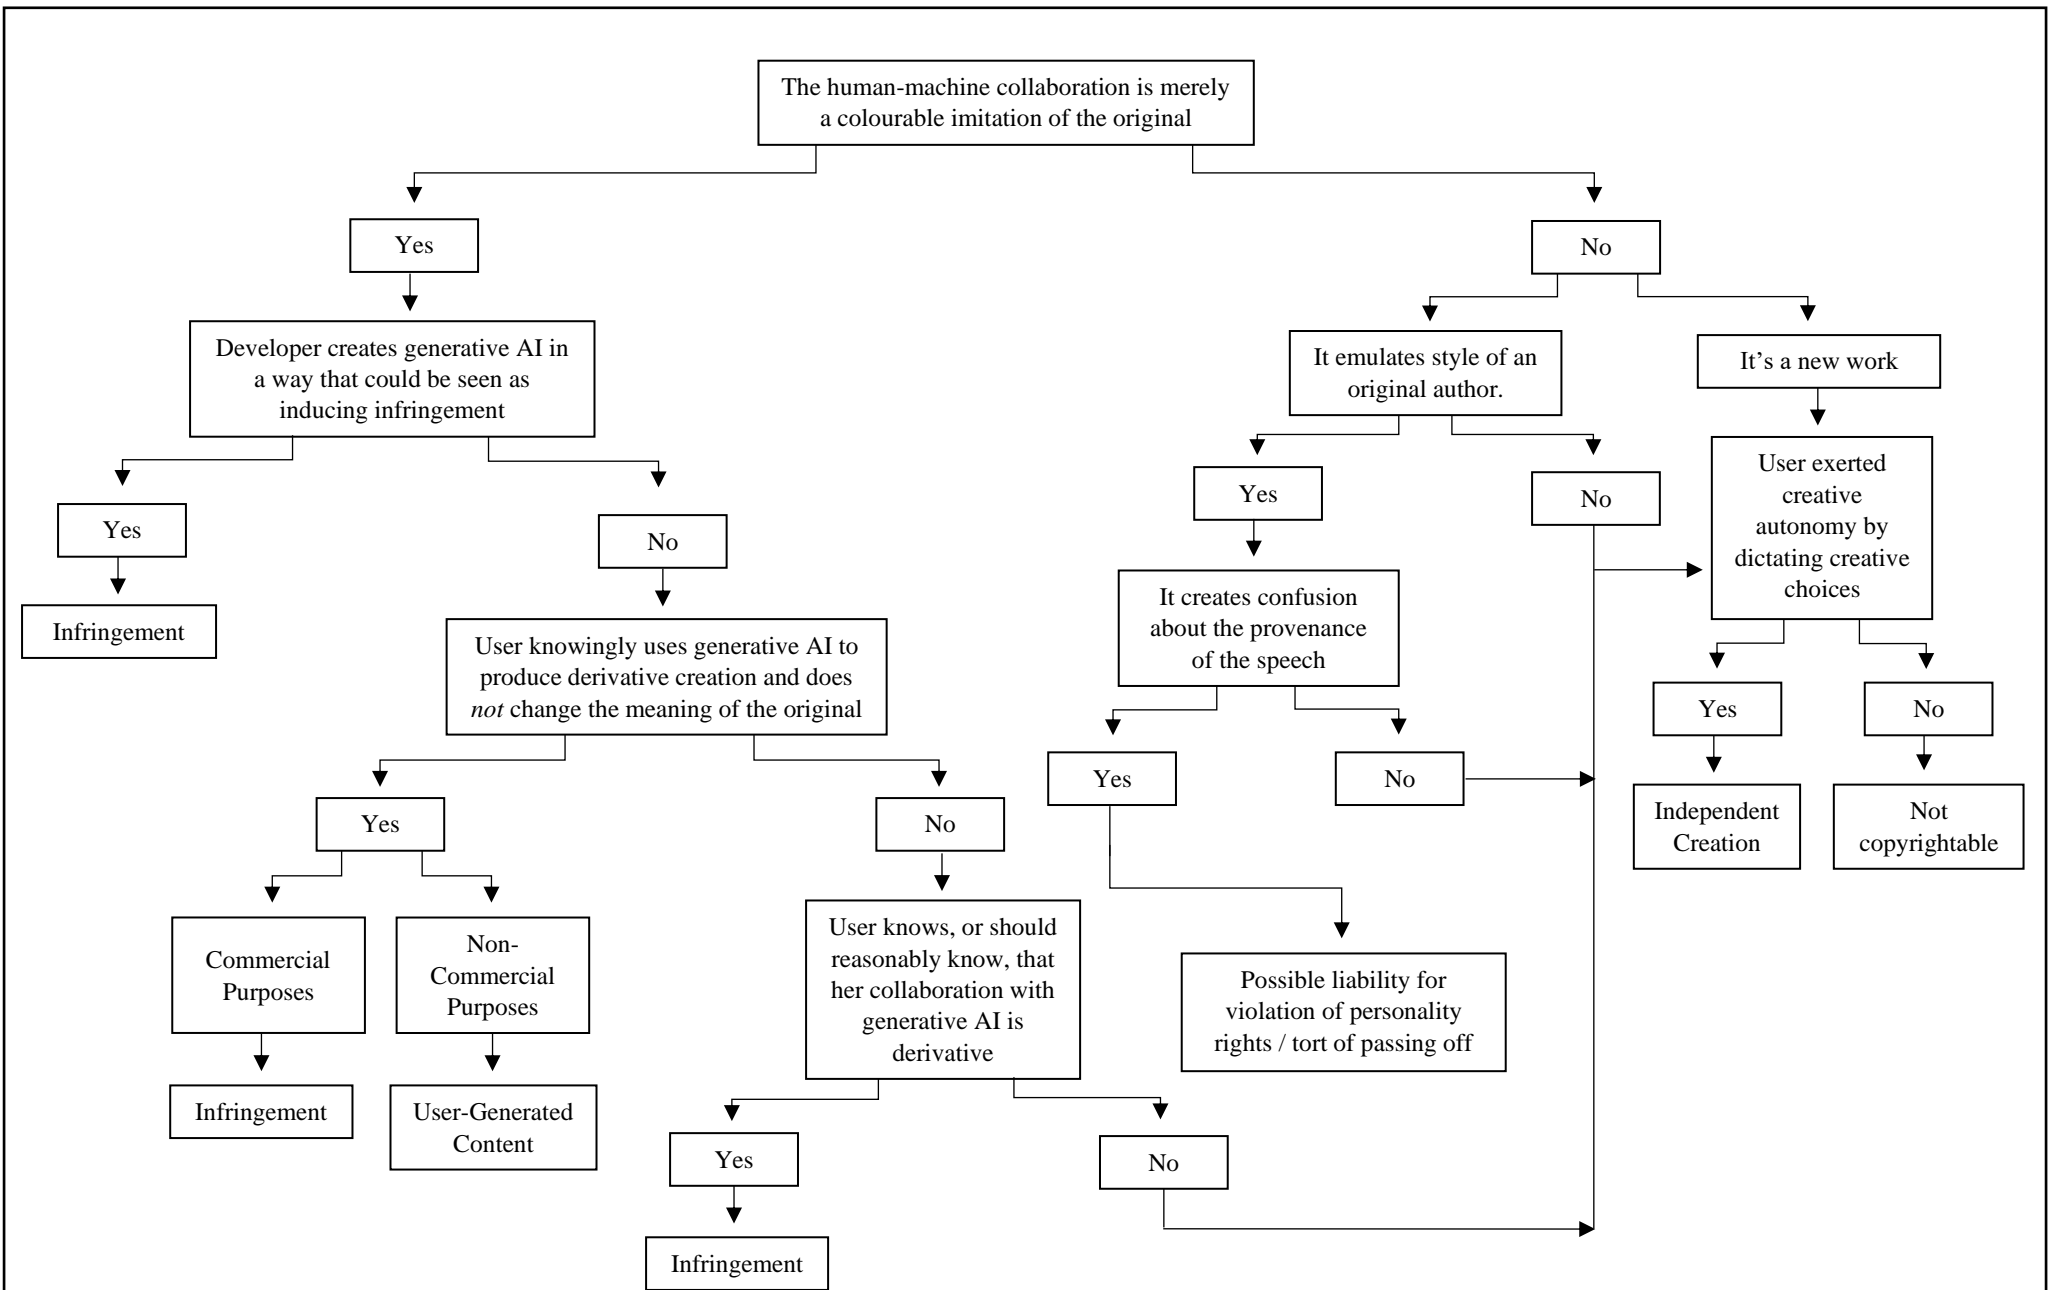 The human-machine collaboration is merely
a colourable imitation of the original
Yes
No
Developer creates generative AI in
a way that could be seen as
inducing infringement
It emulates style of an
original author.
It's a new work
Yes
No
Yes
No
User exerted
creative
autonomy by
dictating creative
choices
Infringement
User knowingly uses generative AI to
produce derivative creation and does
not change the meaning of the original
It creates confusion
about the provenance
of the speech
Yes
No
Yes
No
Yes
No
Independent
Creation
Not
copyrightable
Commercial
Purposes
Non-
Commercial
Purposes
User knows, or should
reasonably know, that
her collaboration with
generative AI is
derivative
Possible liability for
violation of personality
rights / tort of passing off
Infringement
User-Generated
Content
Yes
No
Infringement